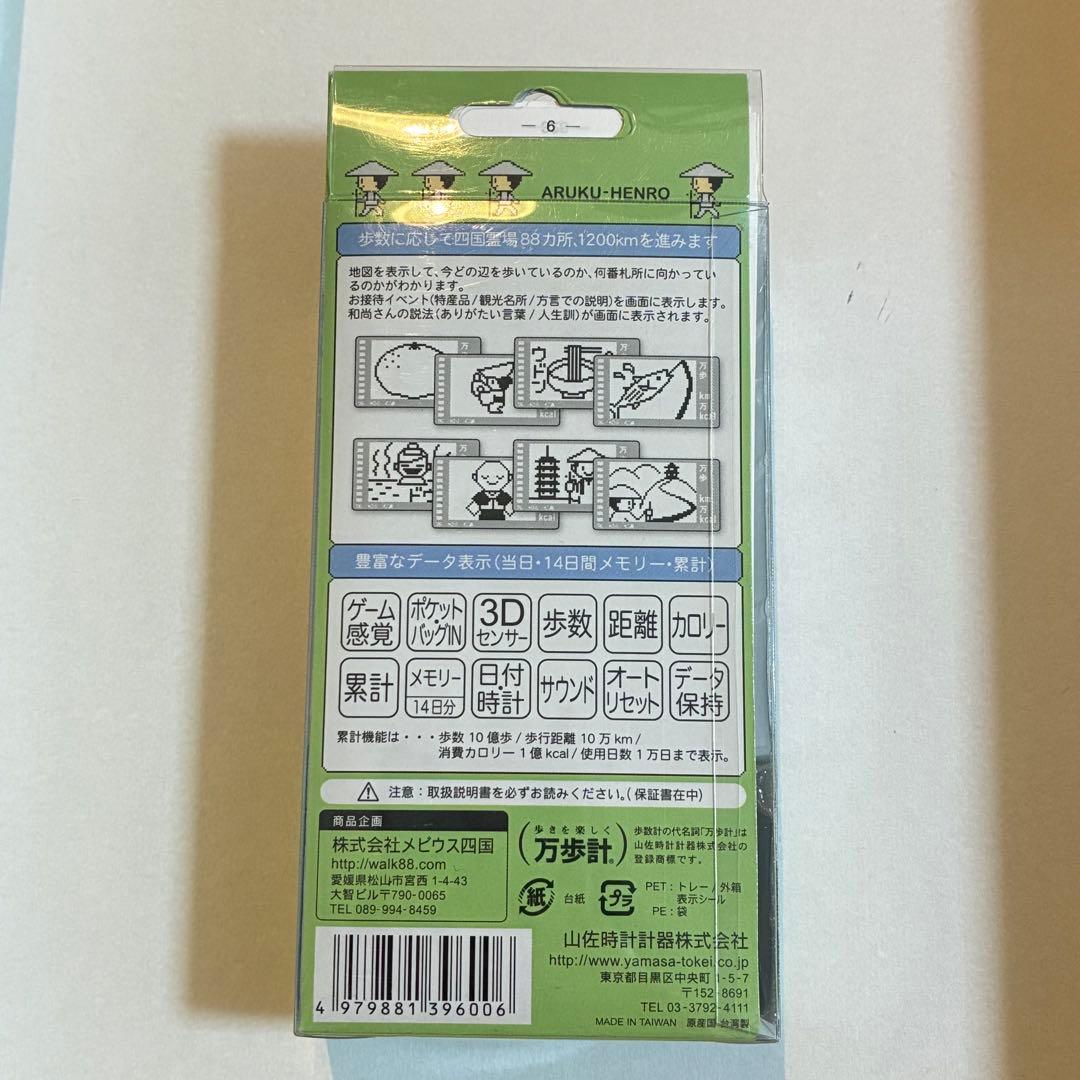 — 6 —
ARUKU-HENRO
歩数に応じて四国霊場88カ所、1200kmを進みます
地図を表示して、今どの辺を歩いているのか、何番札所に向かってい
るのかがわかります。
お接待イベント(特産品/観光名所/方言での説明)を画面に表示します。
和尚さんの説法(ありがたい言葉/人生訓)が画面に表示されます。
万
ウドン
kcal
万
歩
km
万
kcal
万
kcal
万
歩
km
万
kcal
豊富なデータ表示(当日・14日間メモリー・累計)
ゲーム
感覚
ポケット・
バッグIN
3D
センサー
歩数
距離
カロリー
累計
メモリー
14日分
日付・
時計
サウンド
オート
リセット
データ
保持
累計機能は・・・歩数10億歩/歩行距離10万km/
消費カロリー1億kcal/使用日数1万日まで表示。
注意:取扱説明書を必ずお読みください。(保証書在中)
商品企画
株式会社メビウス四国
http://walk88.com
愛媛県松山市宮西1-4-43
大智ビル〒790-0065
TEL 089-994-8459
歩きを楽しく
万歩計®
歩数計の代名詞「万歩計」は
山佐時計計器株式会社の
登録商標です。
紙
台紙
プラ
PET:トレー/外箱
表示シール
PE:袋
山佐時計計器株式会社
http://www.yamasa-tokei.co.jp
東京都目黒区中央町1-5-7
〒152-8691
TEL 03-3792-4111
MADE IN TAIWAN 原産国 台湾製
4 979881 396006